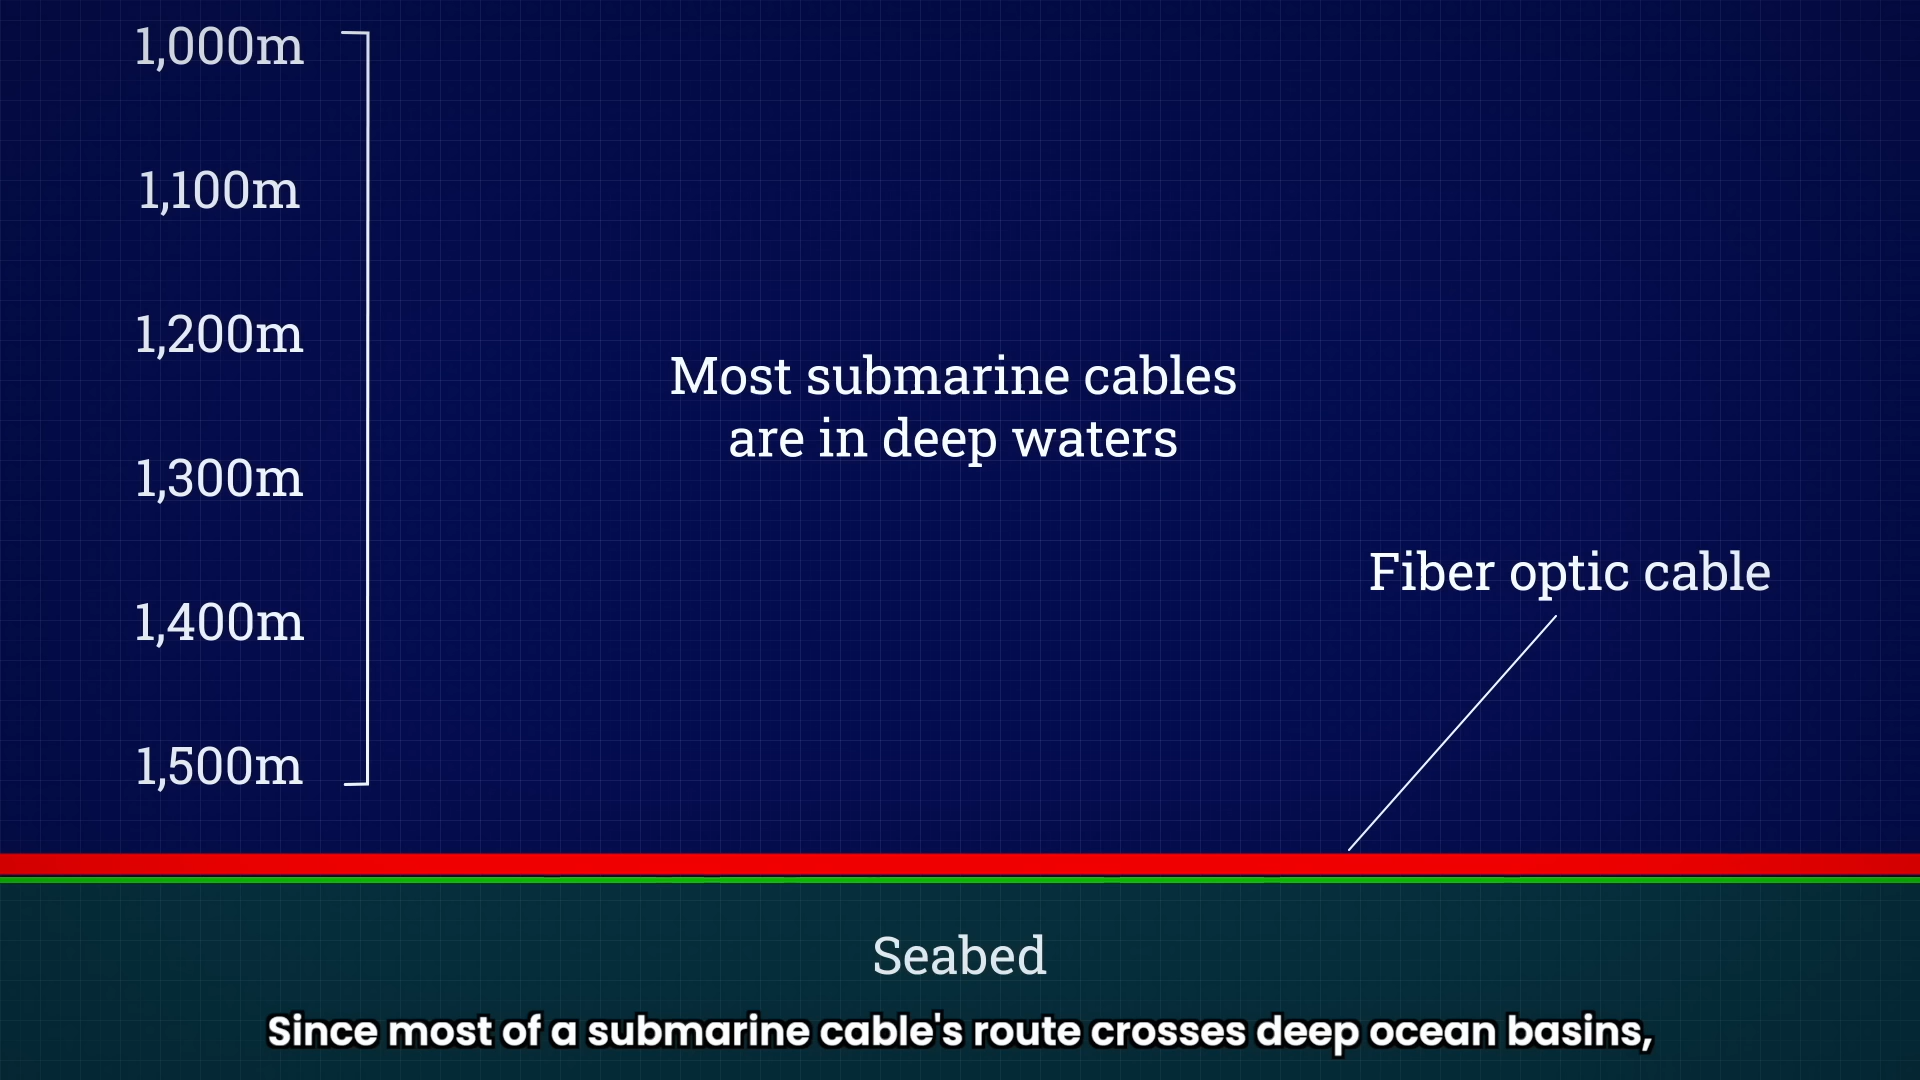 1,000m
1,100m
1,200m
1,300m
1,400m
1,500m
Most submarine cables
are in deep waters
Fiber optic cable
Seabed
Since most of a submarine cable's route crosses deep ocean basins,